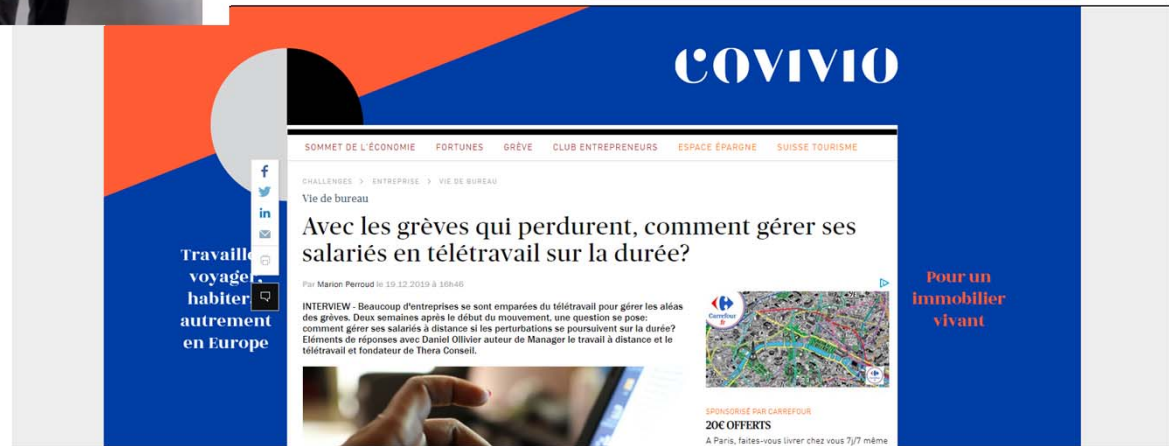 COVIVIO
SOMMET DE L'ÉCONOMIE FORTUNES GRÈVE CLUB ENTREPRENEURS ESPACE ÉPARGNE SUISSE TOURISME
CHALLENGES > ENTREPRISE > VIE DE BUREAU
Vie de bureau
Avec les grèves qui perdurent, comment gérer ses
salariés en télétravail sur la durée?
Par Marion Perroud le 19.12.2019 à 16h46
INTERVIEW - Beaucoup d'entreprises se sont emparées du télétravail pour gérer les aléas
des grèves. Deux semaines après le début du mouvement, une question se pose:
comment gérer ses salariés à distance si les perturbations se poursuivent sur la durée?
Eléments de réponses avec Daniel Ollivier auteur de Manager le travail à distance et le
télétravail et fondateur de Thera Conseil.
Travaille
voyager,
habiter
autrement
en Europe
Pour un
immobilier
vivant
Carrefour
SPONSORISÉ PAR CARREFOUR
20€ OFFERTS
A Paris, faites-vous livrer chez vous 7j/7 même